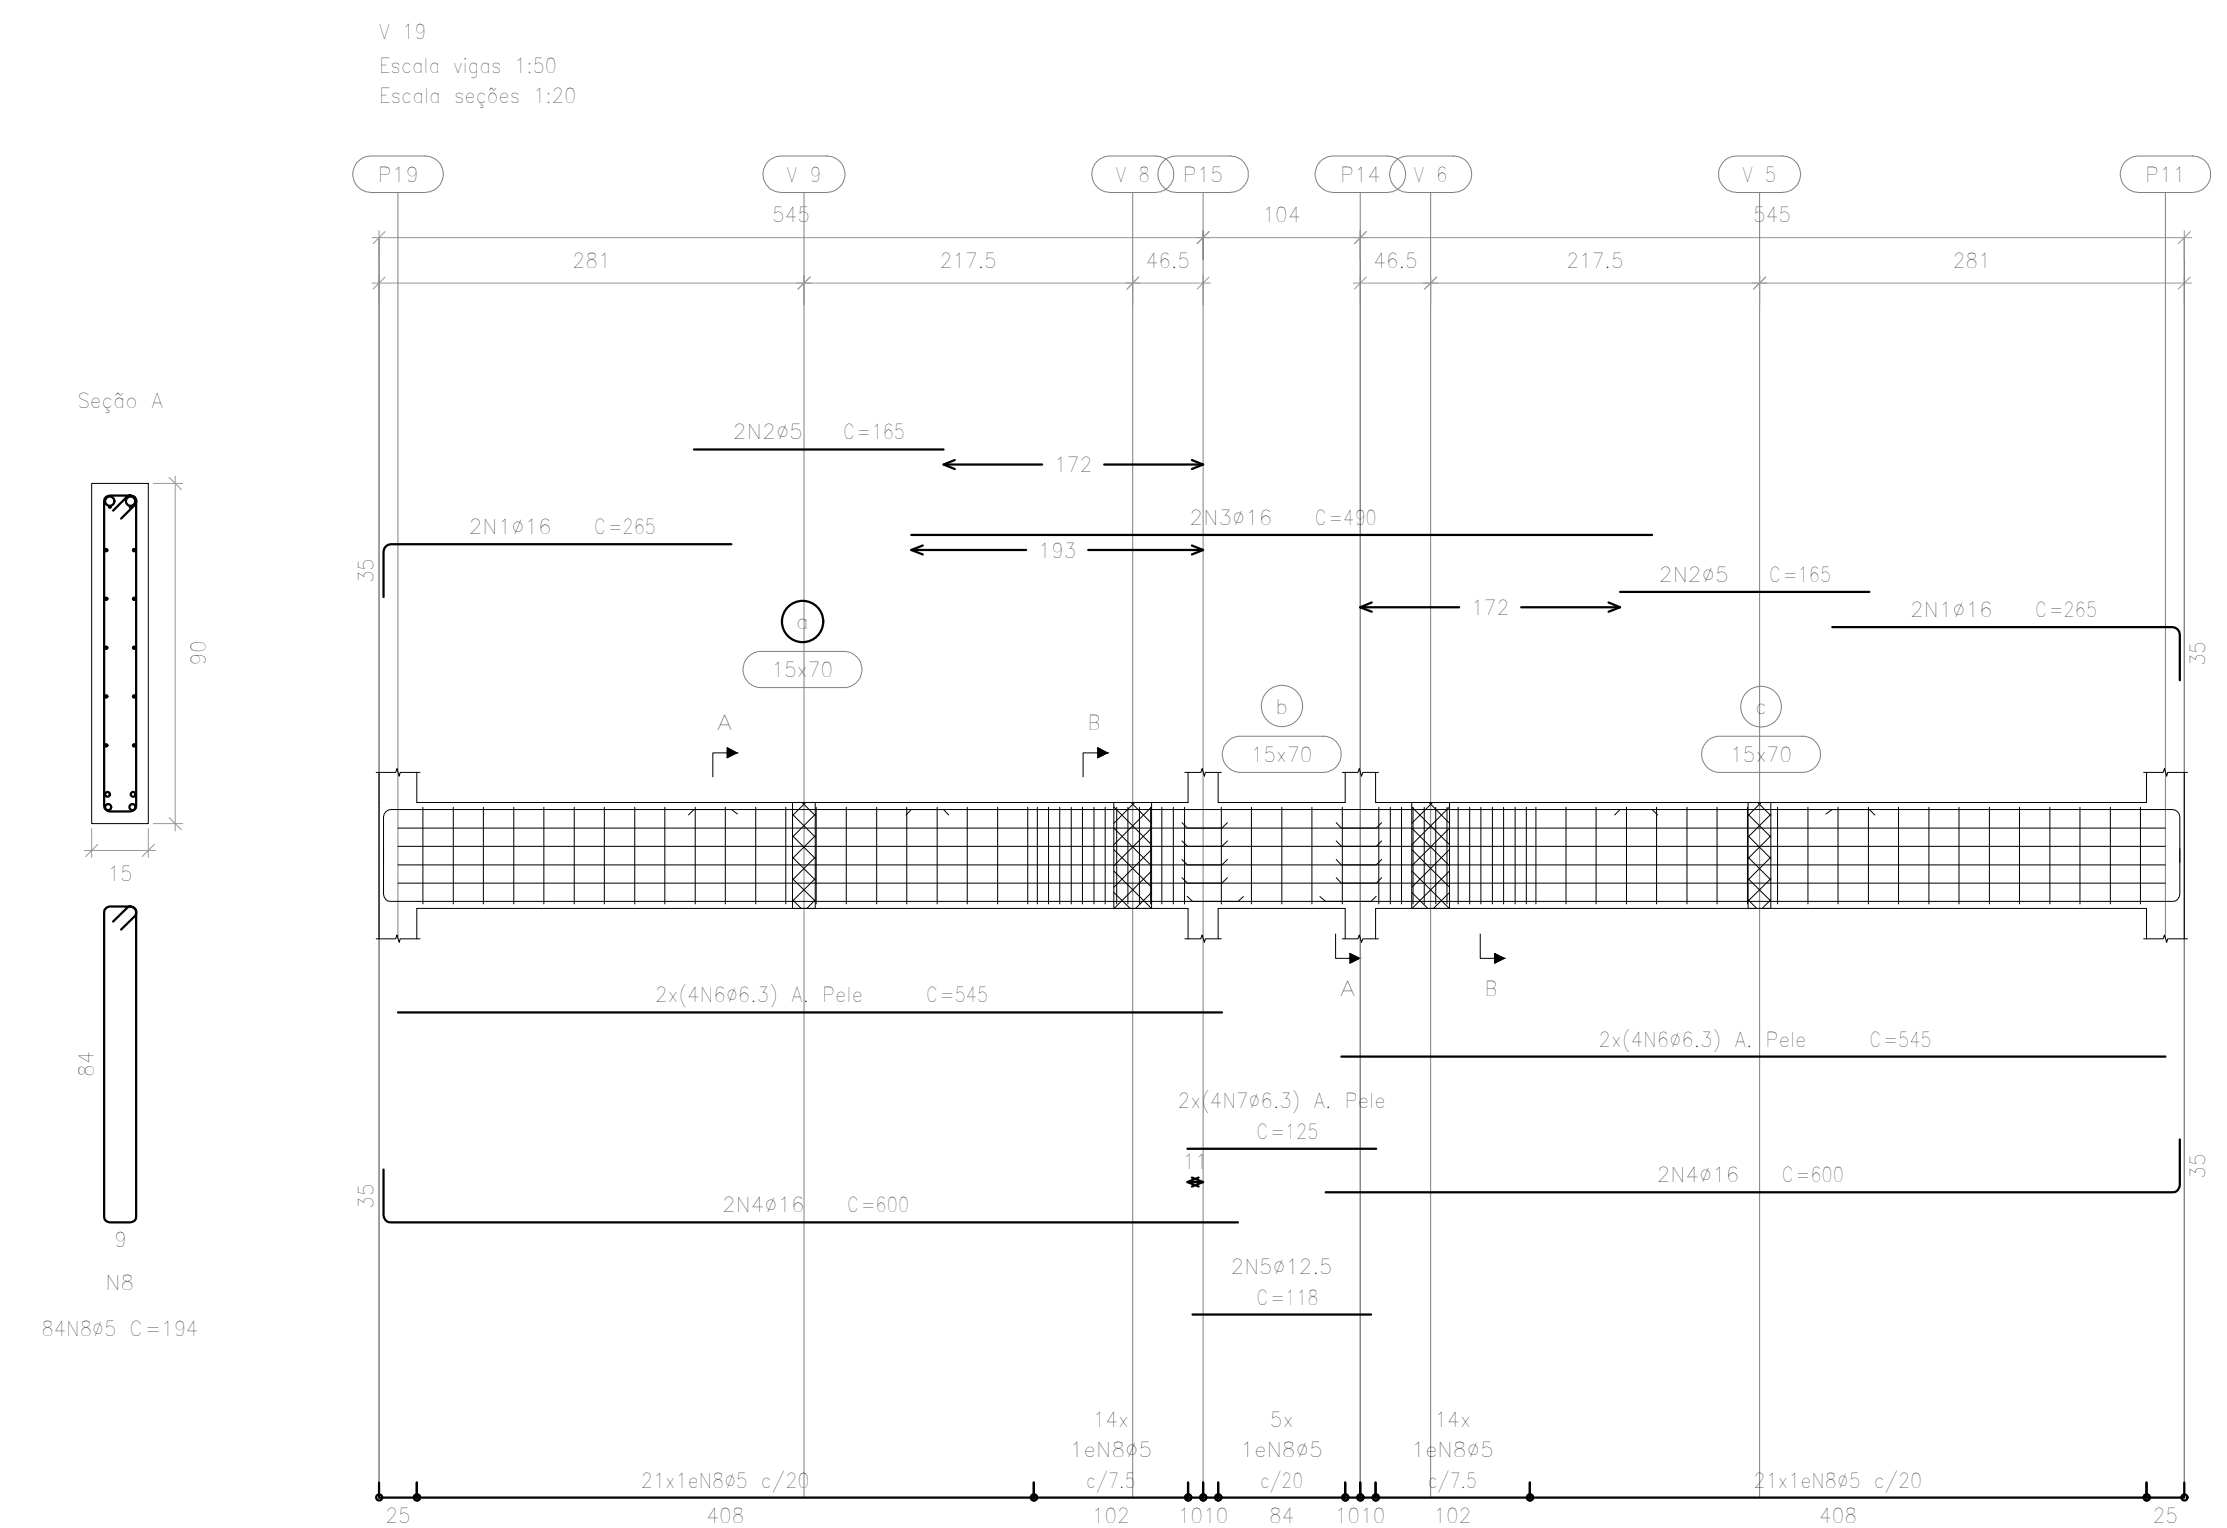 V 19
Escala vigas 1:50
Escala seções 1:20
P19
V 9
V 8
P15
P14
V 6
V 5
P11
545
104
545
281
217.5
46.5
46.5
217.5
281
Seção A
2N2ø5 C=165
172
2N1ø16 C=265
35
2N3ø16 C=490
193
2N2ø5 C=165
172
2N1ø16 C=265
35
90
15
a
15x70
b
15x70
c
15x70
A
B
A
B
2x(4N6ø6.3) A. Pele C=545
2x(4N6ø6.3) A. Pele C=545
2x(4N7ø6.3) A. Pele
C=125
11
35
2N4ø16 C=600
2N4ø16 C=600
35
2N5ø12.5
C=118
84
9
N8
84N8ø5 C=194
21x1eN8ø5 c/20
14x
1eN8ø5
c/7.5
5x
1eN8ø5
c/20
14x
1eN8ø5
c/7.5
21x1eN8ø5 c/20
25
408
102
1010
84
1010
102
408
25